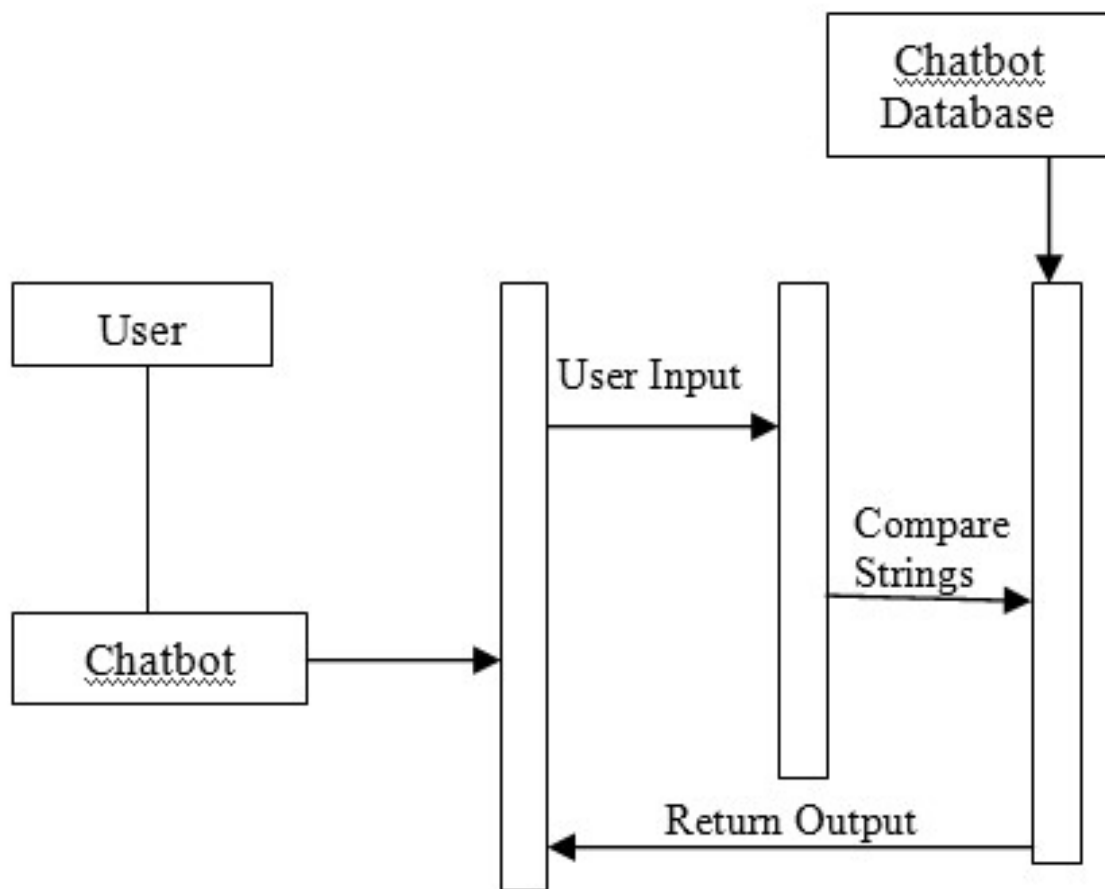 Chatbot
Database
User
User Input
Compare
Strings
Chatbot
Return Output